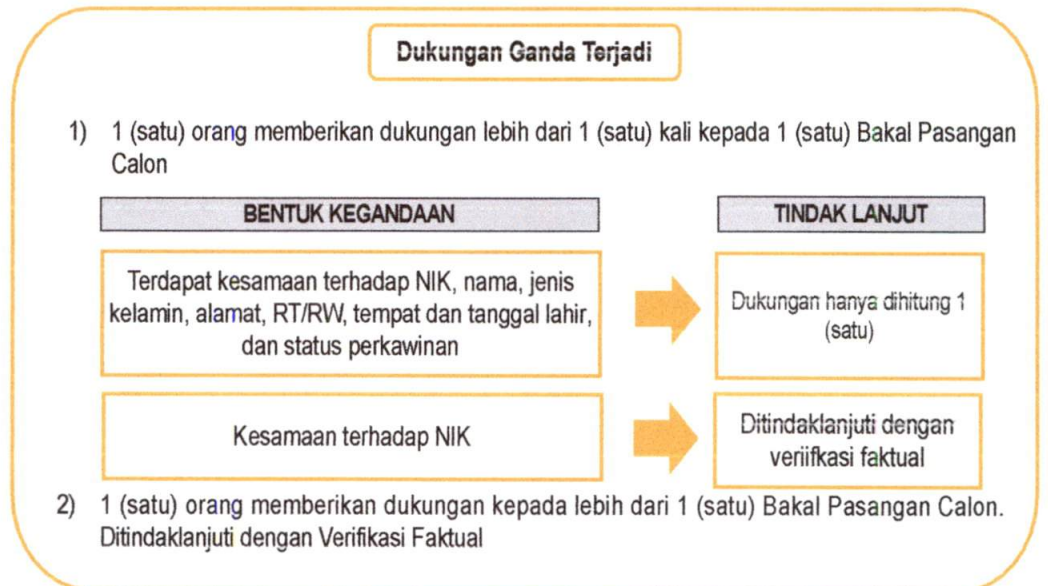 Dukungan Ganda Terjadi
1) 1 (satu) orang memberikan dukungan lebih dari 1 (satu) kali kepada 1 (satu) Bakal Pasangan
Calon
BENTUK KEGANDAAN
TINDAK LANJUT
Terdapat kesamaan terhadap NIK, nama, jenis
kelamin, alamat, RT/RW, tempat dan tanggal lahir,
dan status perkawinan
Dukungan hanya dihitung 1
(satu)
Kesamaan terhadap NIK
Ditindaklanjuti dengan
veriifkasi faktual
2) 1 (satu) orang memberikan dukungan kepada lebih dari 1 (satu) Bakal Pasangan Calon.
Ditindaklanjuti dengan Verifikasi Faktual